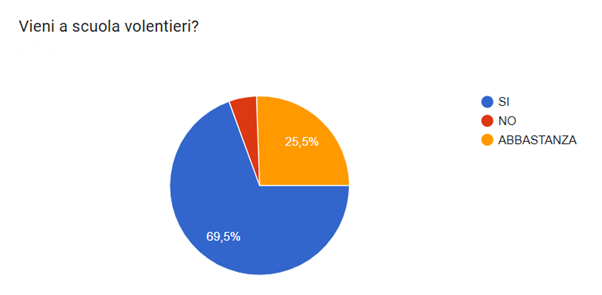 Vieni a scuola volentieri?
SI
NO
ABBASTANZA
25,5%
69,5%